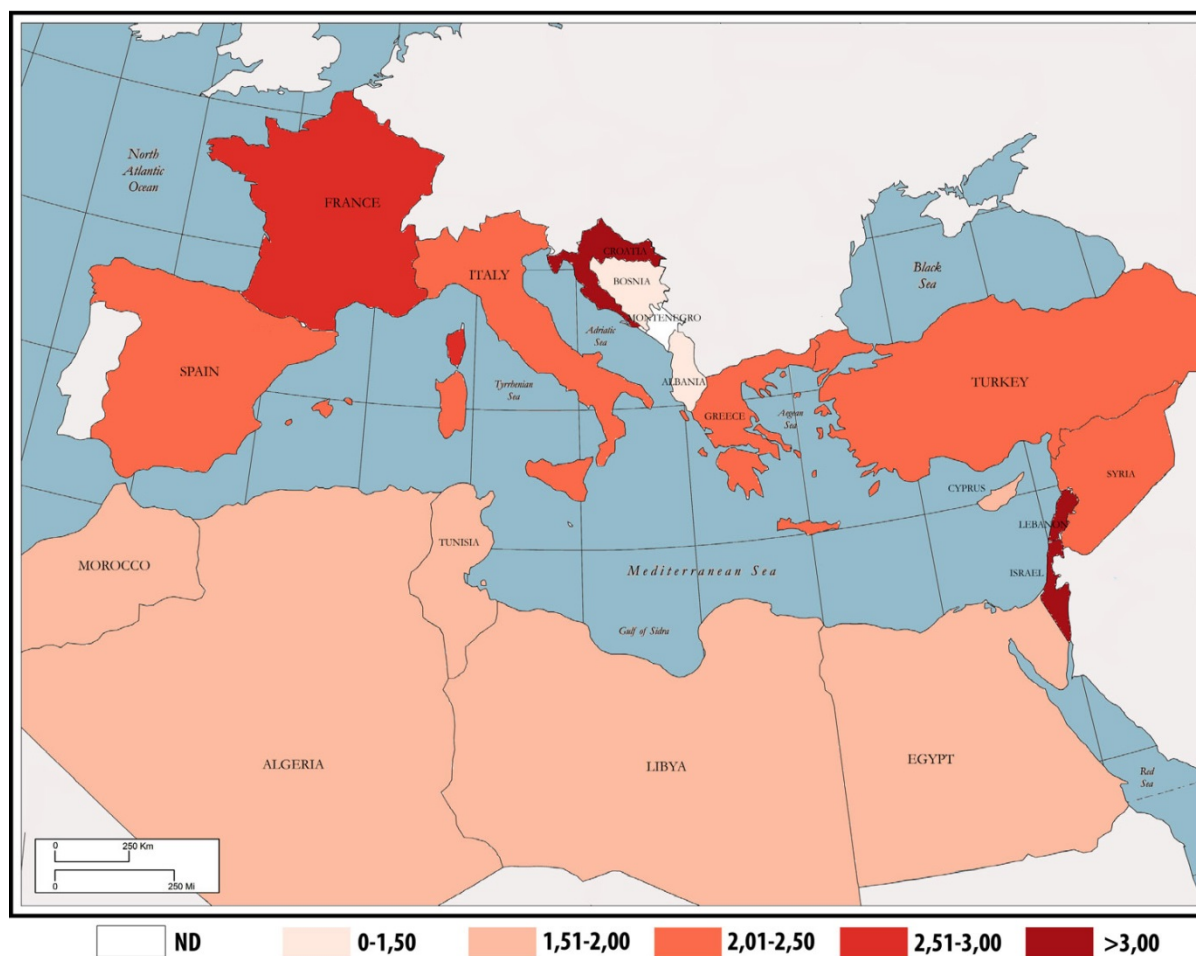 North
Atlantic
Ocean
FRANCE
CROATIA
BOSNIA
MONTENEGRO
ITALY
Black
Sea
Adriatic
Sea
SPAIN
Tyrrhenian
Sea
ALBANIA
GREECE
Aegean
Sea
TURKEY
SYRIA
CYPRUS
LEBANON
ISRAEL
MOROCCO
TUNISIA
Mediterranean Sea
Gulf of Sidra
ALGERIA
LIBYA
EGYPT
Red
Sea
0 250 Km
0 250 Mi
ND 0-1,50 1,51-2,00 2,01-2,50 2,51-3,00 >3,00